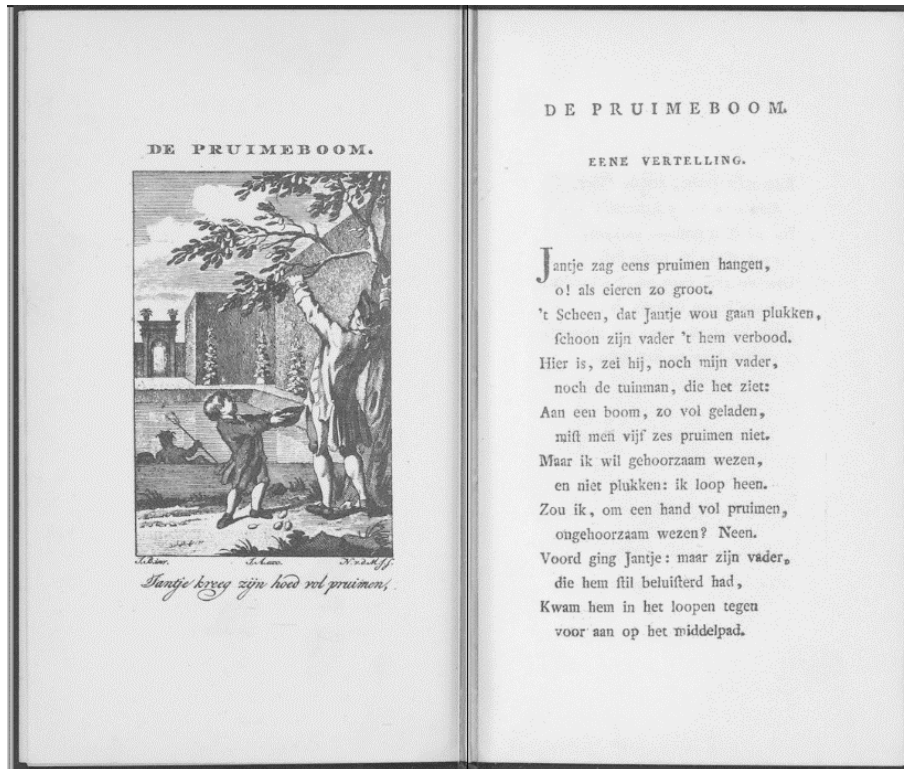 DE PRUIMEBOOM.
Jantje kreeg zijn hoed vol pruimen,
DE PRUIMEBOOM.
EENE VERTELLING.
Jantje zag eens pruimen hangen,
o! als eieren zo groot.
't Scheen, dat Jantje wou gaan plukken,
ſchoon zijn vader 't hem verbood.
Hier is, zei hij, noch mijn vader,
noch de tuinman, die het ziet:
Aan een boom, zo vol geladen,
miſt men vijf zes pruimen niet.
Maar ik wil gehoorzaam wezen,
en niet plukken: ik loop heen.
Zou ik, om een hand vol pruimen,
ongehoorzaam wezen? Neen.
Voord ging Jantje: maar zijn vader,
die hem ſtil beluiſterd had,
Kwam hem in het loopen tegen
voor aan op het middelpad.